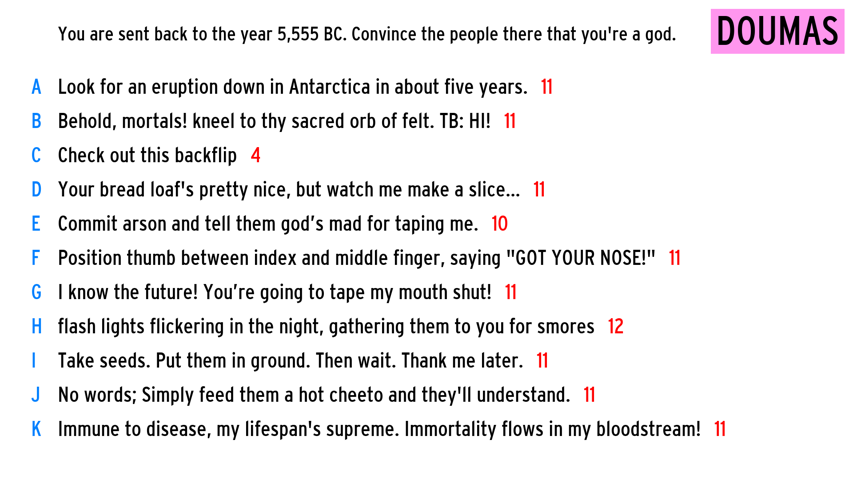 You are sent back to the year 5,555 BC. Convince the people there that you're a god.
DOUMAS
A Look for an eruption down in Antarctica in about five years. 11
B Behold, mortals! kneel to thy sacred orb of felt. TB: HI! 11
C Check out this backflip 4
D Your bread loaf's pretty nice, but watch me make a slice... 11
E Commit arson and tell them god’s mad for taping me. 10
F Position thumb between index and middle finger, saying "GOT YOUR NOSE!" 11
G I know the future! You’re going to tape my mouth shut! 11
H flash lights flickering in the night, gathering them to you for smores 12
I Take seeds. Put them in ground. Then wait. Thank me later. 11
J No words; Simply feed them a hot cheeto and they'll understand. 11
K Immune to disease, my lifespan's supreme. Immortality flows in my bloodstream! 11